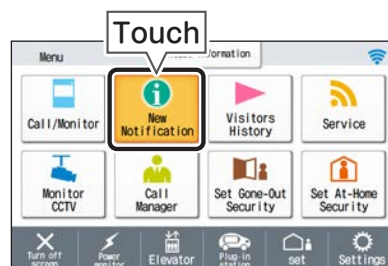 Touch
Menu
New
Notification
Call/Monitor
Visitors
History
Service
Monitor
CCTV
Call
Manager
Set Gone-Out
Security
Set At-Home
Security
Turn off
screen
Power
monitor
Elevator
Plug-in
station
set
Settings